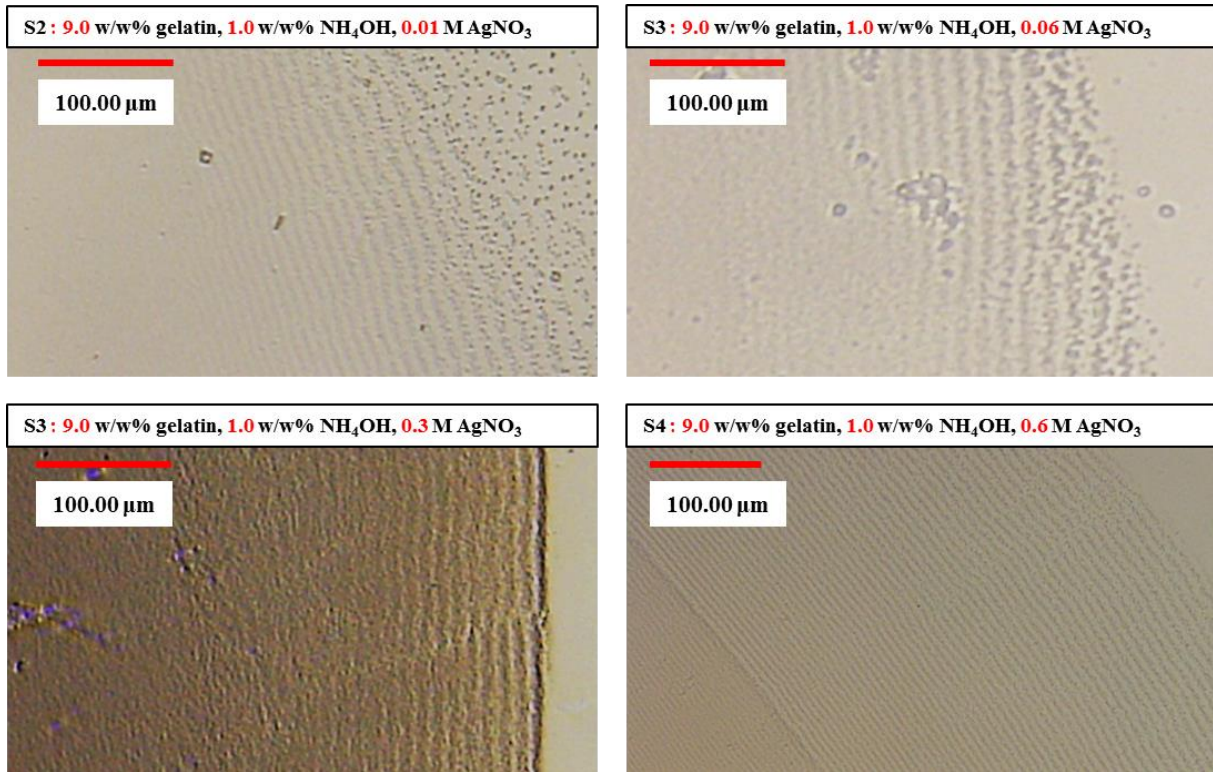 S2 : 9.0 w/w% gelatin, 1.0 w/w% NH₄OH, 0.01 M AgNO₃
100.00 µm
S3: 9.0 w/w% gelatin, 1.0 w/w% NH₄OH, 0.06 M AgNO₃
100.00 µm
S3: 9.0 w/w% gelatin, 1.0 w/w% NH₄OH, 0.3 M AgNO₃
100.00 µm
S4: 9.0 w/w% gelatin, 1.0 w/w% NH₄OH, 0.6 M AgNO₃
100.00 µm